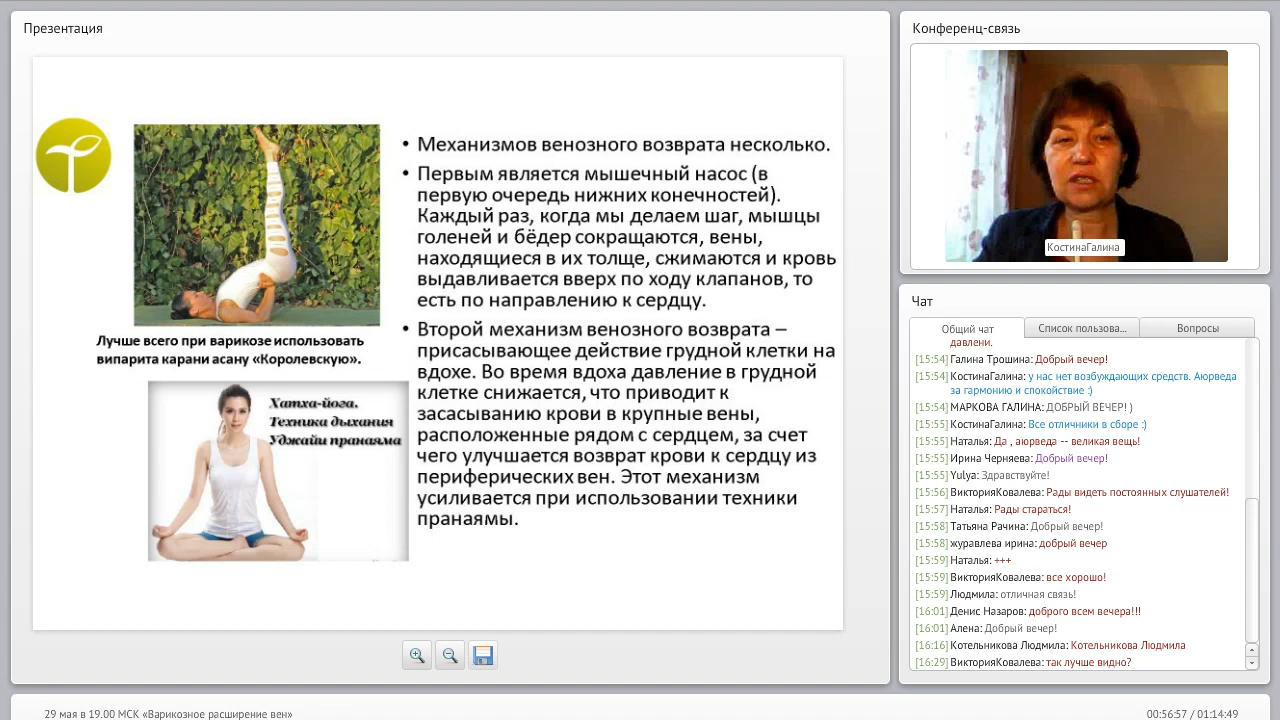 Презентация
Лучше всего при варикозе использовать
випарита карани асану «Королевскую».
Хатха-йога.
Техника дыхания
Уджайи пранаяма
• Механизмов венозного возврата несколько.
• Первым является мышечный насос (в
первую очередь нижних конечностей).
Каждый раз, когда мы делаем шаг, мышцы
голеней и бёдер сокращаются, вены,
находящиеся в их толще, сжимаются и кровь
выдавливается вверх по ходу клапанов, то
есть по направлению к сердцу.
• Второй механизм венозного возврата –
присасывающее действие грудной клетки на
вдохе. Во время вдоха давление в грудной
клетке снижается, что приводит к
засасыванию крови в крупные вены,
расположенные рядом с сердцем, за счет
чего улучшается возврат крови к сердцу из
периферических вен. Этот механизм
усиливается при использовании техники
пранаямы.
Конференц-связь
КостинаГалина
Чат
Общий чат
Список пользова...
Вопросы
давлени.
[15:54] Галина Трошина: Добрый вечер!
[15:54] КостинаГалина: у нас нет возбуждающих средств. Аюрведа
за гармонию и спокойствие :)
[15:54] МАРКОВА ГАЛИНА: ДОБРЫЙ ВЕЧЕР! )
[15:55] КостинаГалина: Все отличники в сборе :)
[15:55] Наталья: Да , аюрведа -- великая вещь!
[15:55] Ирина Черняева: Добрый вечер!
[15:55] Yulya: Здравствуйте!
[15:56] ВикторияКовалева: Рады видеть постоянных слушателей!
[15:57] Наталья: Рады стараться!
[15:58] Татьяна Рачина: Добрый вечер!
[15:58] журавлева ирина: добрый вечер
[15:59] Наталья: +++
[15:59] ВикторияКовалева: все хорошо!
[15:59] Людмила: отличная связь!
[16:01] Денис Назаров: доброго всем вечера!!!
[16:01] Алена: Добрый вечер!
[16:16] Котельникова Людмила: Котельникова Людмила
[16:29] ВикторияКовалева: так лучше видно?
29 мая в 19.00 МСК «Варикозное расширение вен»
00:56:57 / 01:14:49